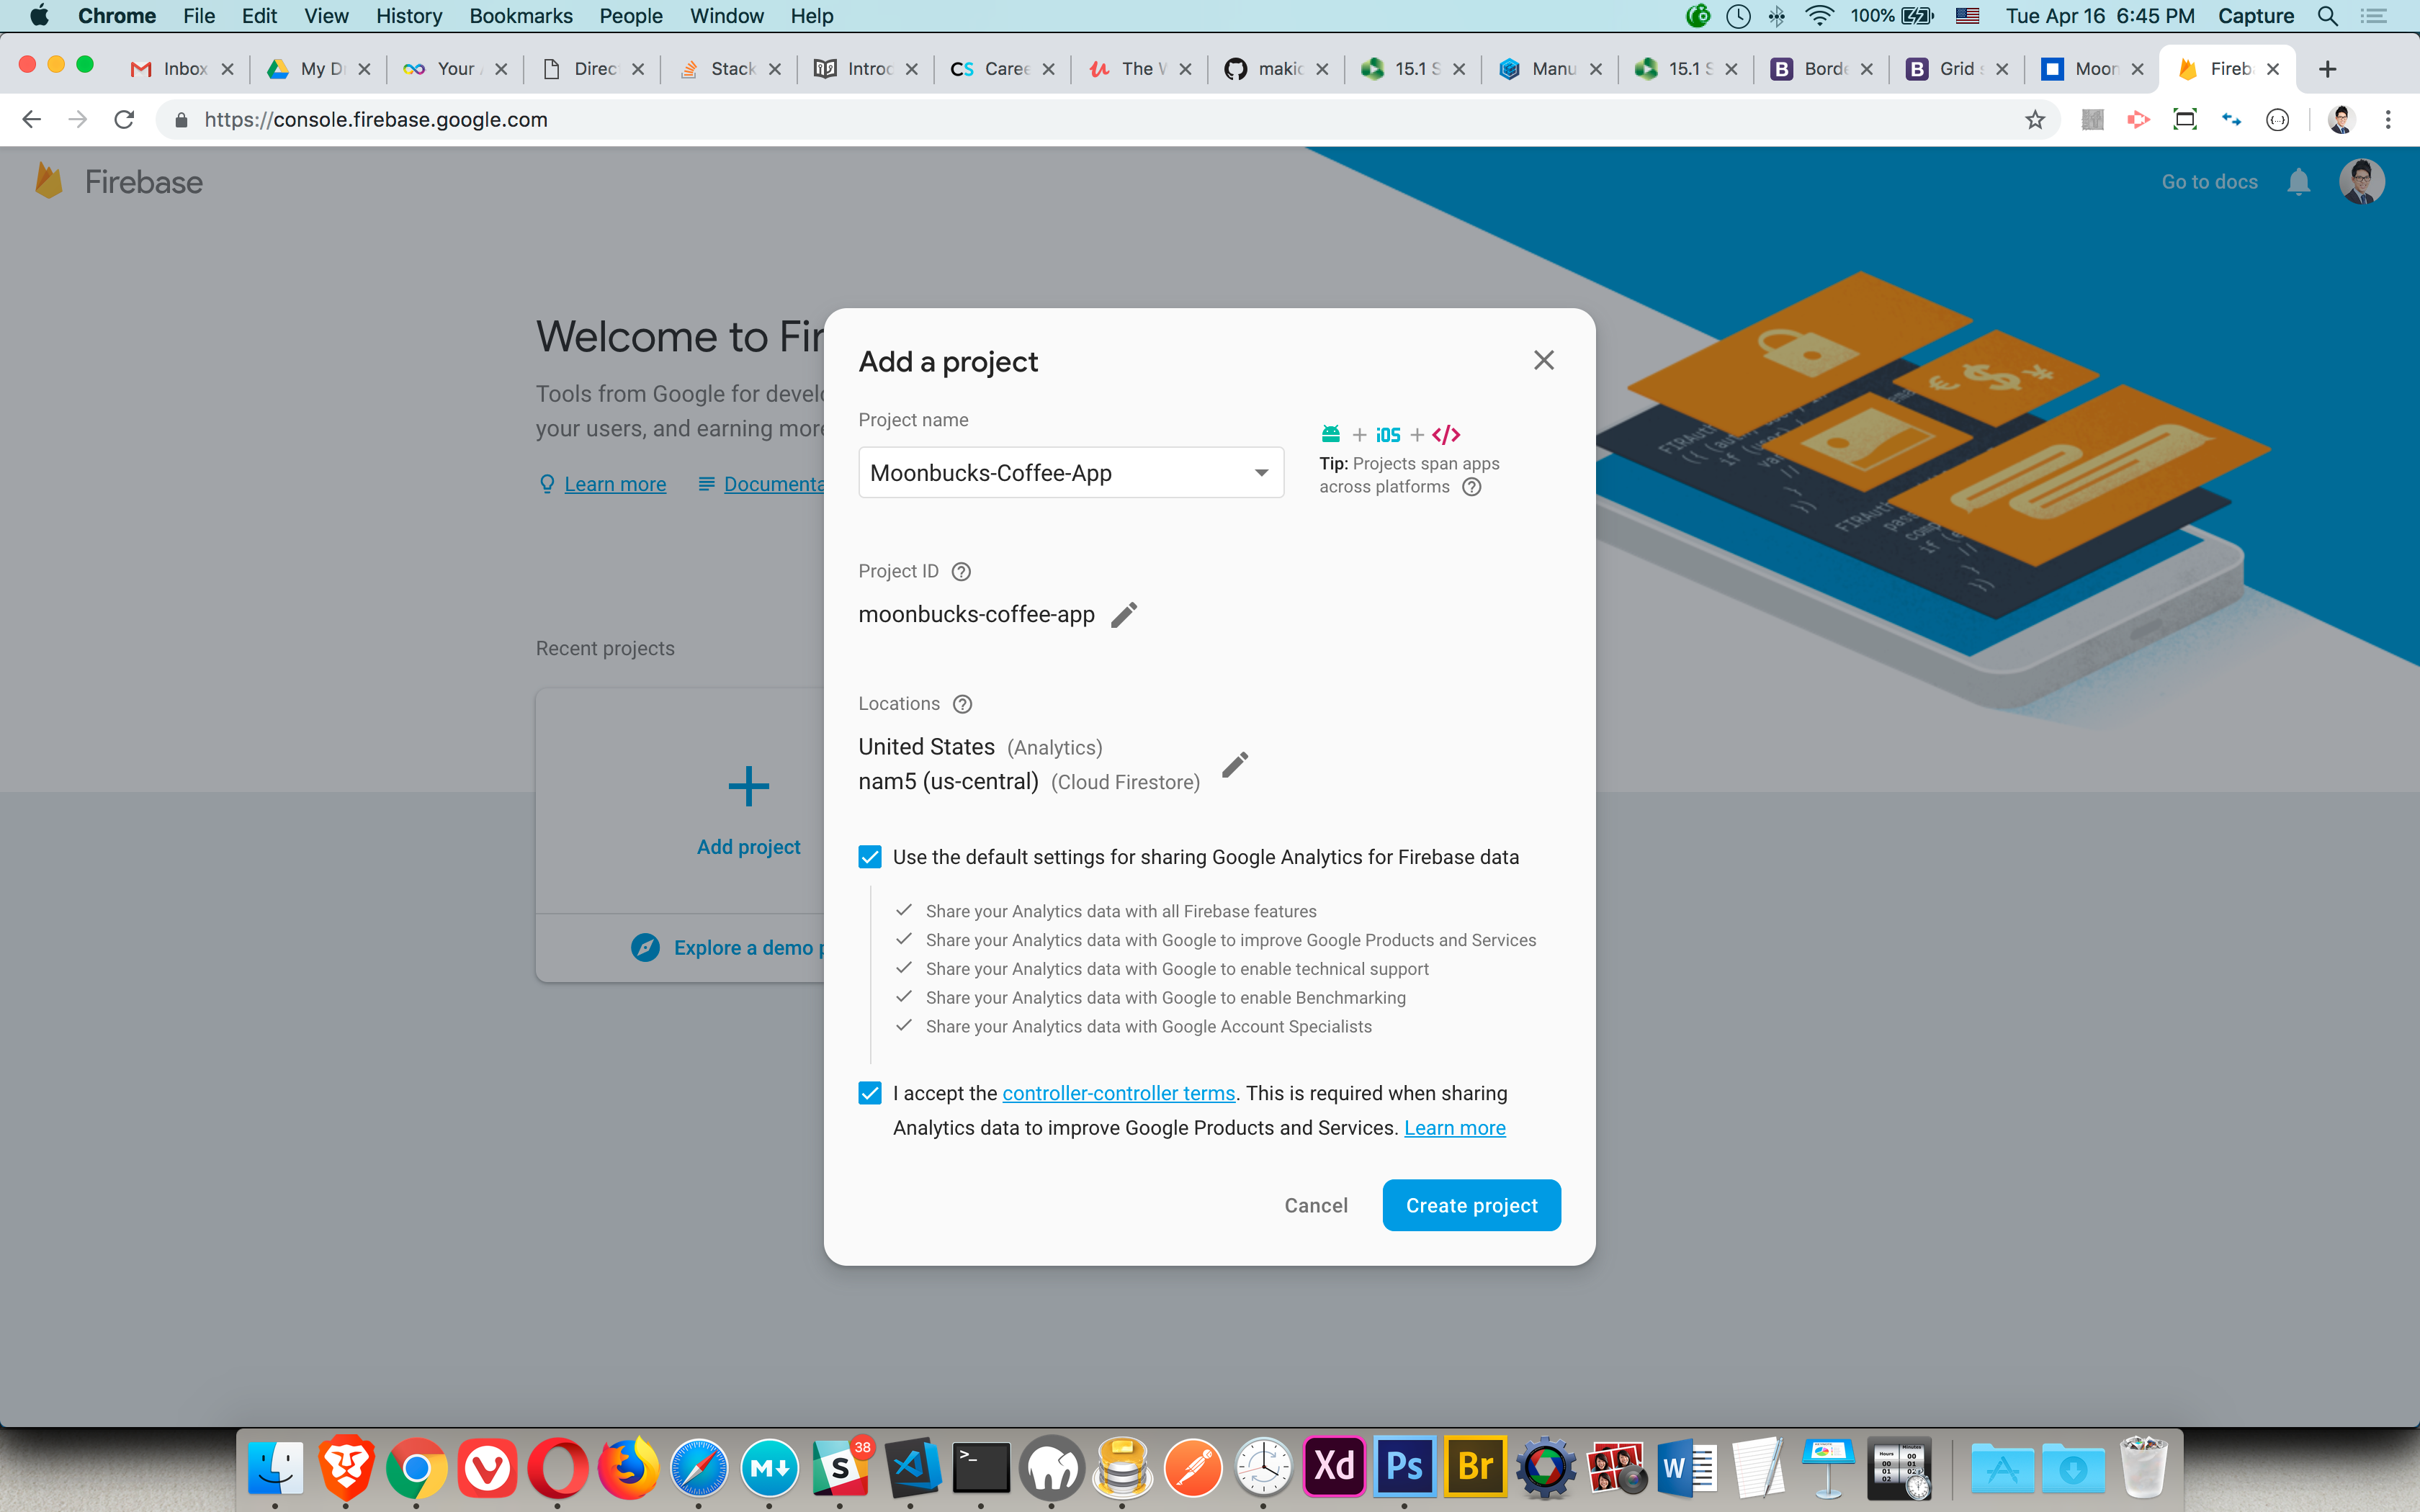 Chrome File Edit View History Bookmarks People Window Help 100% Tue Apr 16 6:45 PM Capture
Inbox My D Your Direc Stack Introc CS Caree The makic 15.1 S Manu 15.1 S B Borde B Grid Moon Fireb
https://console.firebase.google.com
Firebase
Go to docs
Welcome to Fir
Tools from Google for develo
your users, and earning more
Learn more Documenta
Recent projects
Add project
Explore a demo p
Add a project
Project name
Moonbucks-Coffee-App
iOS </>
Tip: Projects span apps
across platforms
Project ID
moonbucks-coffee-app
Locations
United States (Analytics)
nam5 (us-central) (Cloud Firestore)
Use the default settings for sharing Google Analytics for Firebase data
Share your Analytics data with all Firebase features
Share your Analytics data with Google to improve Google Products and Services
Share your Analytics data with Google to enable technical support
Share your Analytics data with Google to enable Benchmarking
Share your Analytics data with Google Account Specialists
I accept the controller-controller terms. This is required when sharing
Analytics data to improve Google Products and Services. Learn more
Cancel Create project
M S 38 Xd Ps Br W